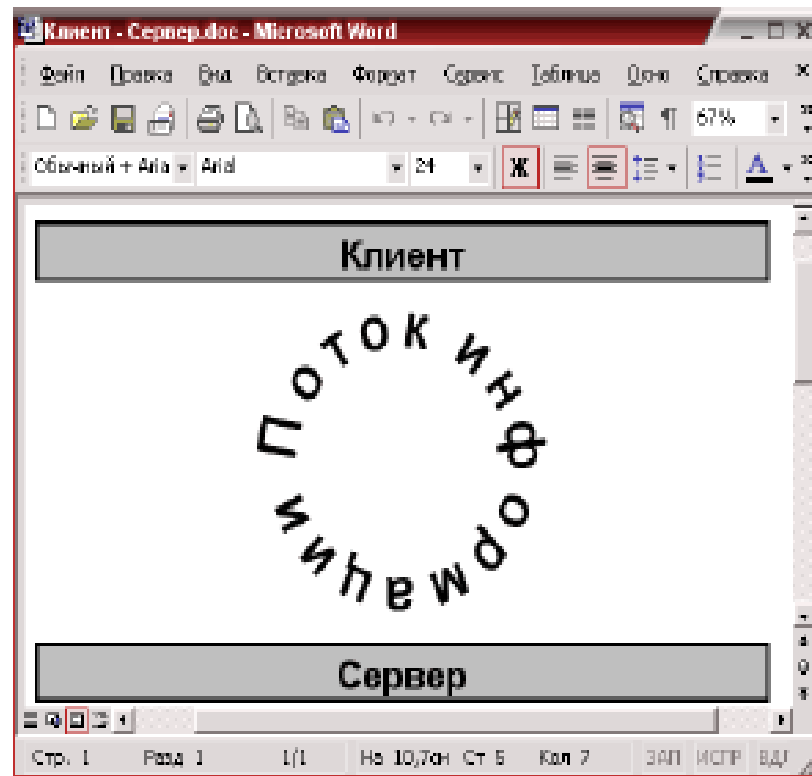 Клиент - Сервер.doc - Microsoft Word
Файл Правка Вид Вставка Формат Сервис Таблица Окно Справка
67%
Обычный + Aria Arial 24 Ж A
Клиент
Поток информации
Сервер
Стр. 1 Разд 1 1/1 На 10,7см Ст 5 Кол 7 ЗАП ИСПР ВДЛ